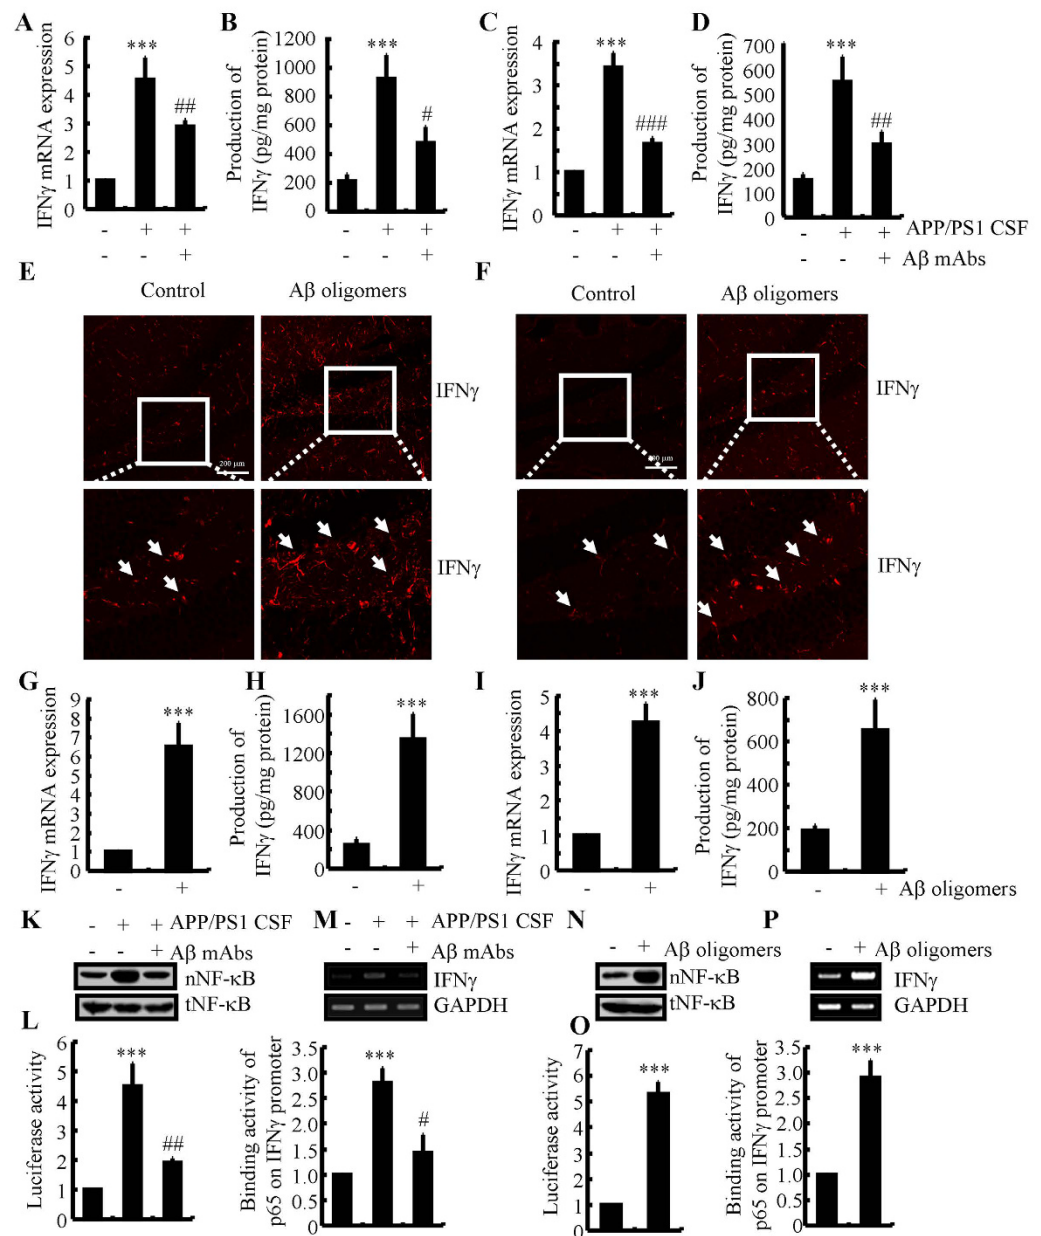 A
IFNγ mRNA expression
6
5
4
3
2
1
0
***
##
- + +
- - +
B
Production of
IFNγ (pg/mg protein)
1200
1000
800
600
400
200
0
***
#
- + +
- - +
C
IFNγ mRNA expression
4
3
2
1
0
***
###
- + +
- - +
D
Production of
IFNγ (pg/mg protein)
700
600
500
400
300
200
100
0
***
##
- + + APP/PS1 CSF
- - + Aβ mAbs
E
Control Aβ oligomers
200 μm
IFNγ
IFNγ
F
Control Aβ oligomers
IFNγ
IFNγ
G
IFNγ mRNA expression
9
8
7
6
5
4
3
2
1
0
***
- +
H
Production of
IFNγ (pg/mg protein)
1600
1200
800
400
0
***
- +
I
IFNγ mRNA expression
5
4
3
2
1
0
***
- +
J
Production of
IFNγ (pg/mg protein)
800
600
400
200
0
***
- + Aβ oligomers
K
- + + APP/PS1 CSF
- - + Aβ mAbs
nNF-κB
tNF-κB
M
- + + APP/PS1 CSF
- - + Aβ mAbs
IFNγ
GAPDH
N
- + Aβ oligomers
nNF-κB
tNF-κB
P
- + Aβ oligomers
IFNγ
GAPDH
L
Luciferase activity
6
5
4
3
2
1
0
***
##
Binding activity of
p65 on IFNγ promoter
3.5
3.0
2.5
2.0
1.5
1.0
0.5
0
***
#
O
Luciferase activity
7
6
5
4
3
2
1
0
***
Binding activity of
p65 on IFNγ promoter
3.5
3.0
2.5
2.0
1.5
1.0
0.5
0
***